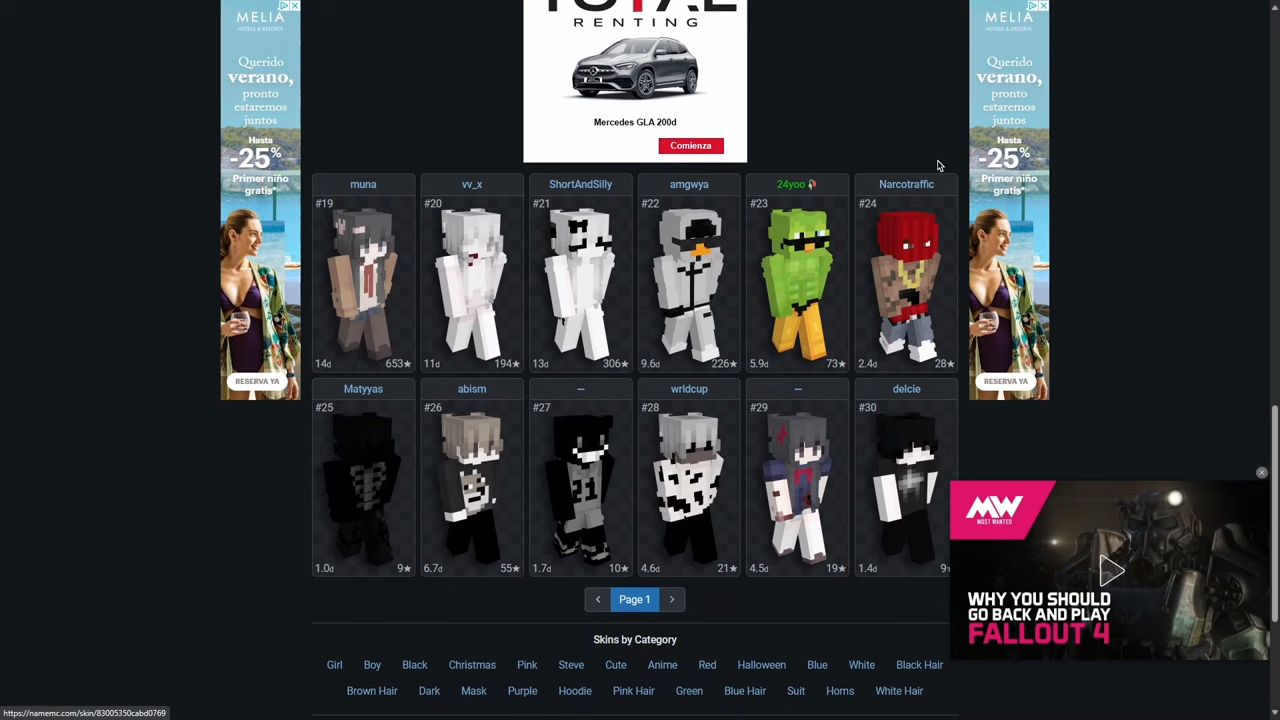 MELIA
HOTELS & RESORTS
Querido
verano,
pronto
estaremos
juntos
Hasta
-25%
Primer niño
gratis*
RESERVA YA
TOTAL
RENTING
Mercedes GLA 200d
Comienza
MELIA
HOTELS & RESORTS
Querido
verano,
pronto
estaremos
juntos
Hasta
-25%
Primer niño
gratis*
RESERVA YA
muna
vv_x
ShortAndSilly
amgwya
24yoo
Narcotraffic
#19
#20
#21
#22
#23
#24
14d 653★
11d 194★
13d 306★
9.6d 226★
5.9d 73★
2.4d 28★
Matyyas
abism
—
wrldcup
—
delcie
#25
#26
#27
#28
#29
#30
21
1.0d 9★
6.7d 55★
1.7d 10★
4.6d 21★
4.5d 19★
1.4d 9
‹ Page 1 ›
Skins by Category
Girl Boy Black Christmas Pink Steve Cute Anime Red Halloween Blue White Black Hair
Brown Hair Dark Mask Purple Hoodie Pink Hair Green Blue Hair Suit Horns White Hair
MW
MOST WANTED
WHY YOU SHOULD
GO BACK AND PLAY
FALLOUT 4
https://namemc.com/skin/83005350cabd0769